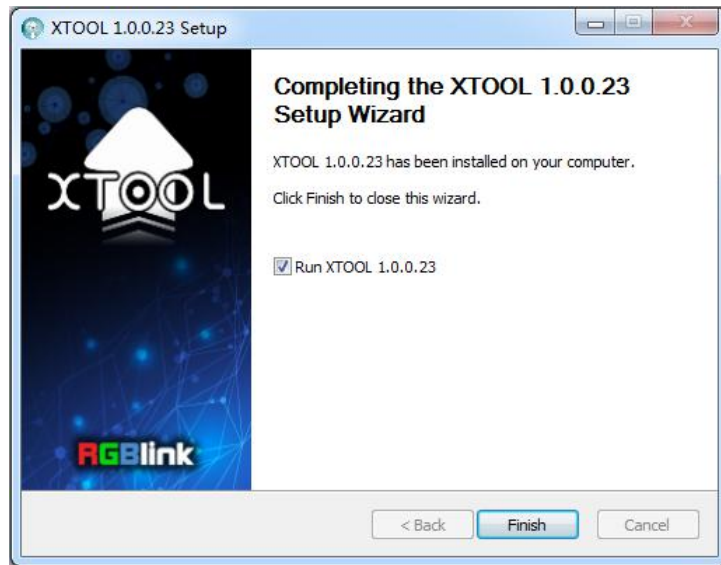 XTOOL 1.0.0.23 Setup
Completing the XTOOL 1.0.0.23
Setup Wizard
XTOOL 1.0.0.23 has been installed on your computer.
Click Finish to close this wizard.
XTOOL
Run XTOOL 1.0.0.23
RGBlink
< Back
Finish
Cancel